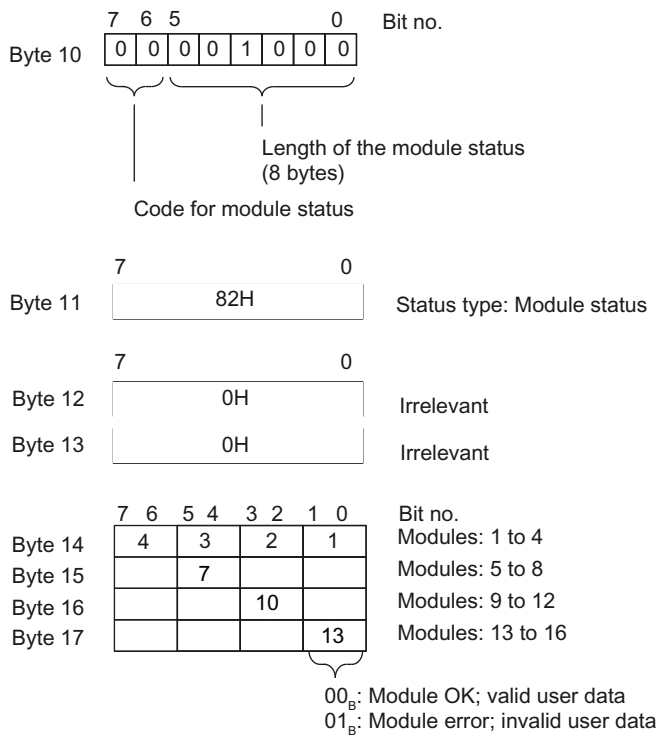 7 6 5 0 Bit no.
Byte 10 0 0 0 0 1 0 0 0
Length of the module status
(8 bytes)
Code for module status
7 0
Byte 11 82H Status type: Module status
7 0
Byte 12 0H Irrelevant
Byte 13 0H Irrelevant
7 6 5 4 3 2 1 0 Bit no.
Byte 14 4 3 2 1 Modules: 1 to 4
Byte 15 7 Modules: 5 to 8
Byte 16 10 Modules: 9 to 12
Byte 17 13 Modules: 13 to 16
00B: Module OK; valid user data
01B: Module error; invalid user data